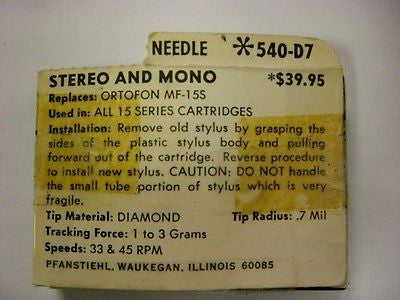 NEEDLE *540-D7
STEREO AND MONO *$39.95
Replaces: ORTOFON MF-15S
Used in: ALL 15 SERIES CARTRIDGES
Installation: Remove old stylus by grasping the
sides of the plastic stylus body and pulling
forward out of the cartridge. Reverse procedure
to install new stylus. CAUTION: DO NOT handle
the small tube portion of stylus which is very
fragile.
Tip Material: DIAMOND Tip Radius: .7 Mil
Tracking Force: 1 to 3 Grams
Speeds: 33 & 45 RPM
PFANSTIEHL, WAUKEGAN, ILLINOIS 60085